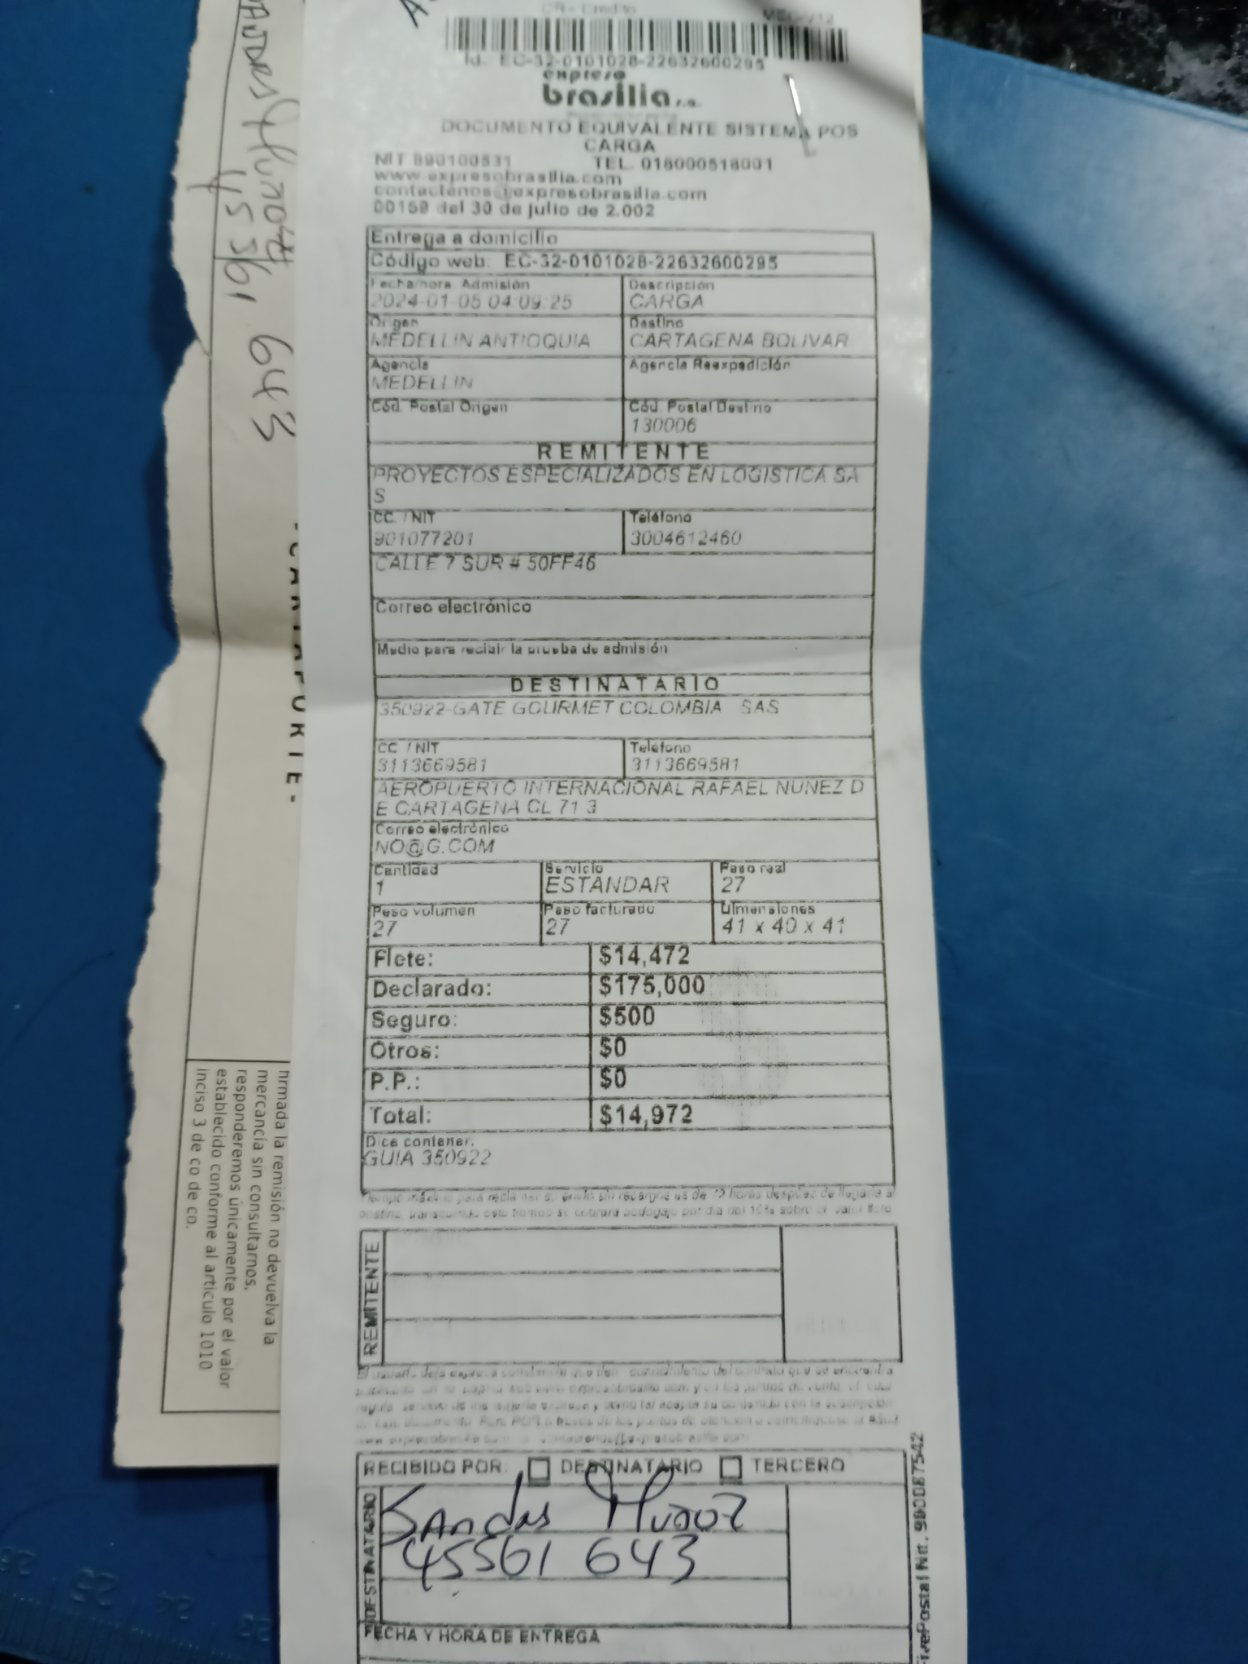 CR - Credito
Id.: EC-32-0101028-22632600295
expreso
brasilia s.a.
DOCUMENTO EQUIVALENTE SISTEMA POS
CARGA
NIT 890100531 TEL. 018000518001
www.expresobrasilia.com
contactenos@expresobrasilia.com
00159 del 30 de julio de 2.002
Entrega a domicilio
Código web: EC-32-0101028-22632600295
Fecha/hora Admisión Descripción
2024-01-05 04:09:25 CARGA
Origen Destino
MEDELLIN ANTIOQUIA CARTAGENA BOLIVAR
Agencia Agencia Reexpedición
MEDELLIN
Cód. Postal Origen Cód. Postal Destino
130006
REMITENTE
PROYECTOS ESPECIALIZADOS EN LOGISTICA SA
S
CC. / NIT Teléfono
901077201 3004612460
CALLE 7 SUR # 50FF46
Correo electrónico
Medio para recibir la prueba de admisión
DESTINATARIO
350922-GATE GOURMET COLOMBIA SAS
CC / NIT Teléfono
3113669581 3113669581
AEROPUERTO INTERNACIONAL RAFAEL NUNEZ D
E CARTAGENA CL 71 3
Correo electrónico
NO@G.COM
Cantidad Servicio Peso real
1 ESTANDAR 27
Peso volumen Peso facturado Dimensiones
27 27 41 x 40 x 41
Flete: $14,472
Declarado: $175,000
Seguro: $500
Otros: $0
P.P.: $0
Total: $14,972
Dice contener:
GUIA 350922
REMITENTE
RECIBIDO POR: DESTINATARIO TERCERO
DESTINATARIO
Sandas Munoz
45561 643
FECHA Y HORA DE ENTREGA
Nit. 900087542
45561 643
firmada la remisión no devuelva la
mercancía sin consultarnos,
responderemos únicamente por el valor
establecido conforme al articulo 1010
inciso 3 de co de co.